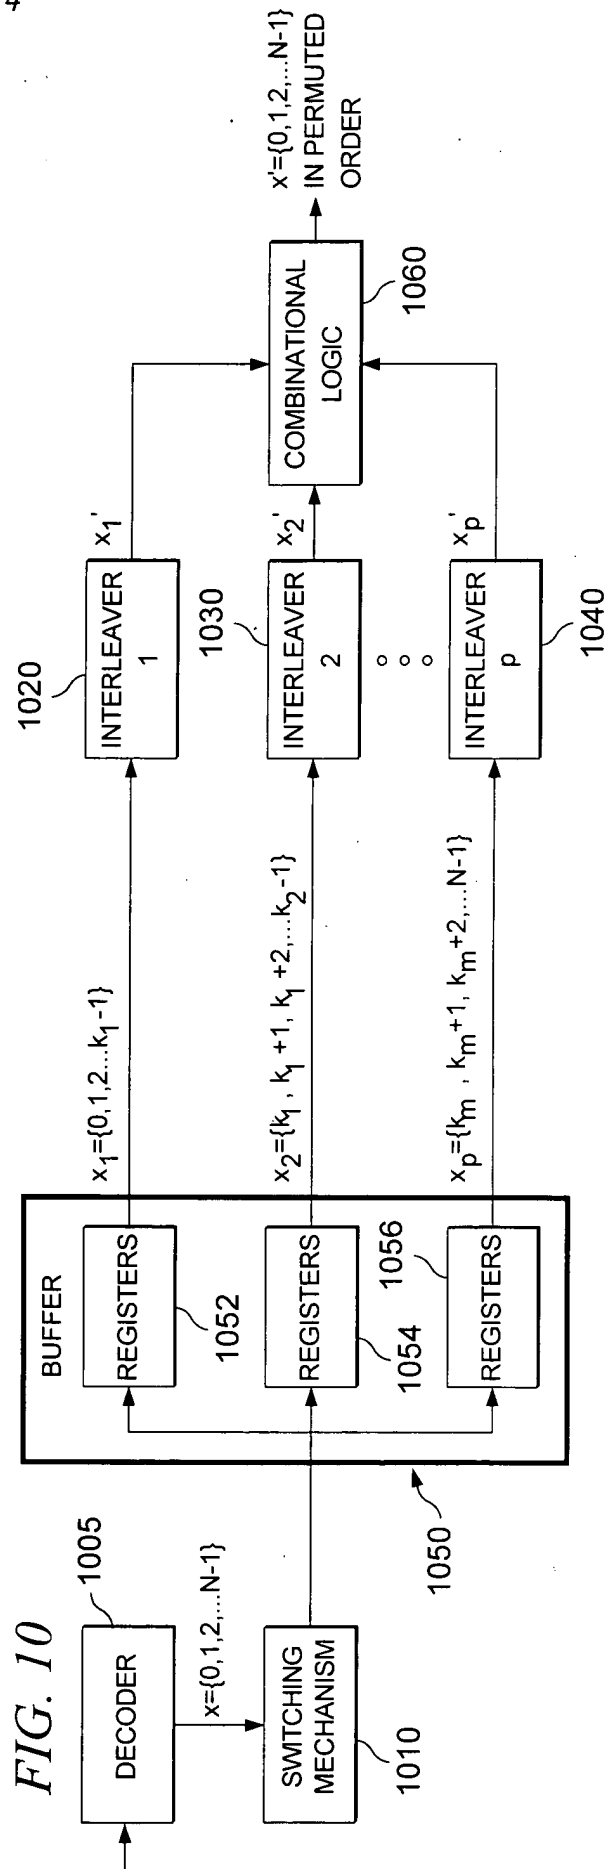 4
FIG. 10
DECODER
1005
x={0,1,2,...N-1}
SWITCHING
MECHANISM
1010
BUFFER
REGISTERS
1052
REGISTERS
1054
1056
REGISTERS
1050
x1={0,1,2...k1-1}
x2={k1 , k1 +1, k1 +2,...k2-1}
xp={km , km+1, km+2,...N-1}
1020
INTERLEAVER
1
x1'
1030
INTERLEAVER
2
x2'
INTERLEAVER
p
1040
xp'
COMBINATIONAL
LOGIC
1060
x'={0,1,2,...N-1}
IN PERMUTED
ORDER